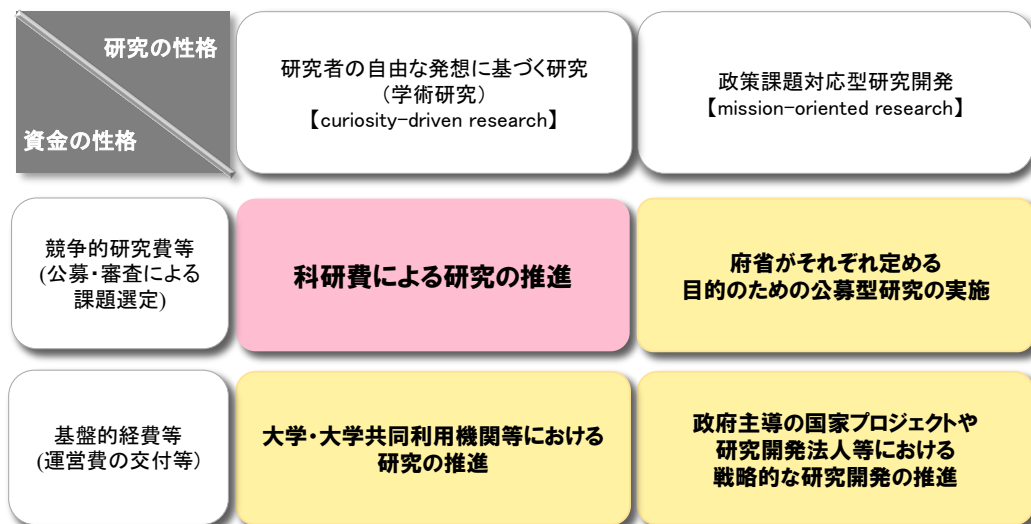 研究の性格
資金の性格
研究者の自由な発想に基づく研究
(学術研究)
【curiosity-driven research】
政策課題対応型研究開発
【mission-oriented research】
競争的研究費等
(公募・審査による
課題選定)
科研費による研究の推進
府省がそれぞれ定める
目的のための公募型研究の実施
基盤的経費等
(運営費の交付等)
大学・大学共同利用機関等における
研究の推進
政府主導の国家プロジェクトや
研究開発法人等における
戦略的な研究開発の推進